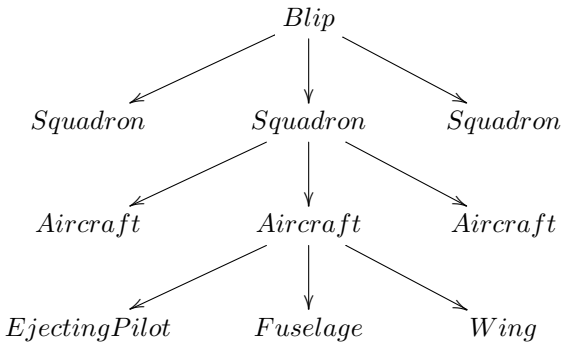 Blip
Squadron Squadron Squadron
Aircraft Aircraft Aircraft
EjectingPilot Fuselage Wing